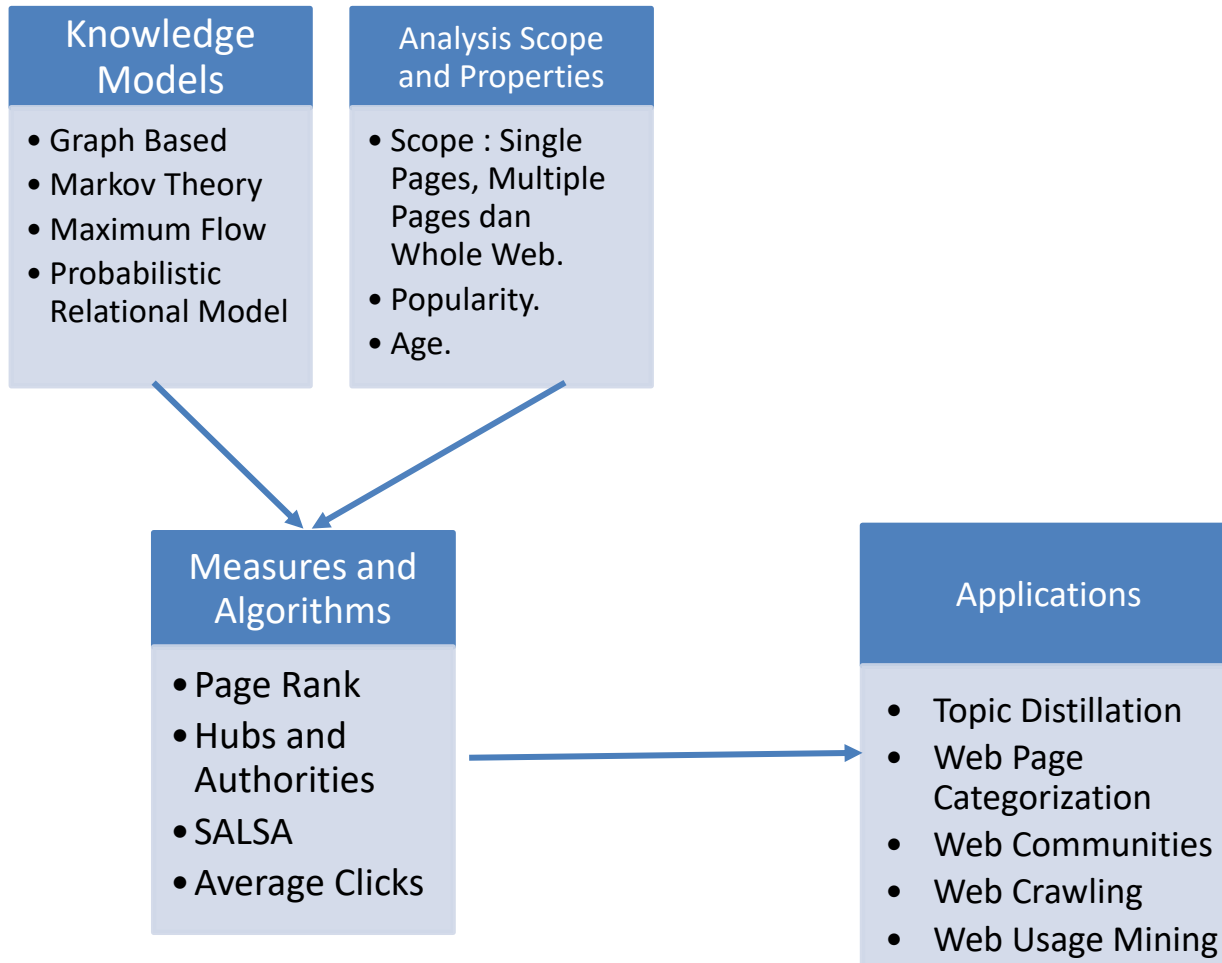 Knowledge
Models
• Graph Based
• Markov Theory
• Maximum Flow
• Probabilistic
Relational Model
Analysis Scope
and Properties
• Scope : Single
Pages, Multiple
Pages dan
Whole Web.
• Popularity.
• Age.
Measures and
Algorithms
• Page Rank
• Hubs and
Authorities
• SALSA
• Average Clicks
Applications
• Topic Distillation
• Web Page
Categorization
• Web Communities
• Web Crawling
• Web Usage Mining